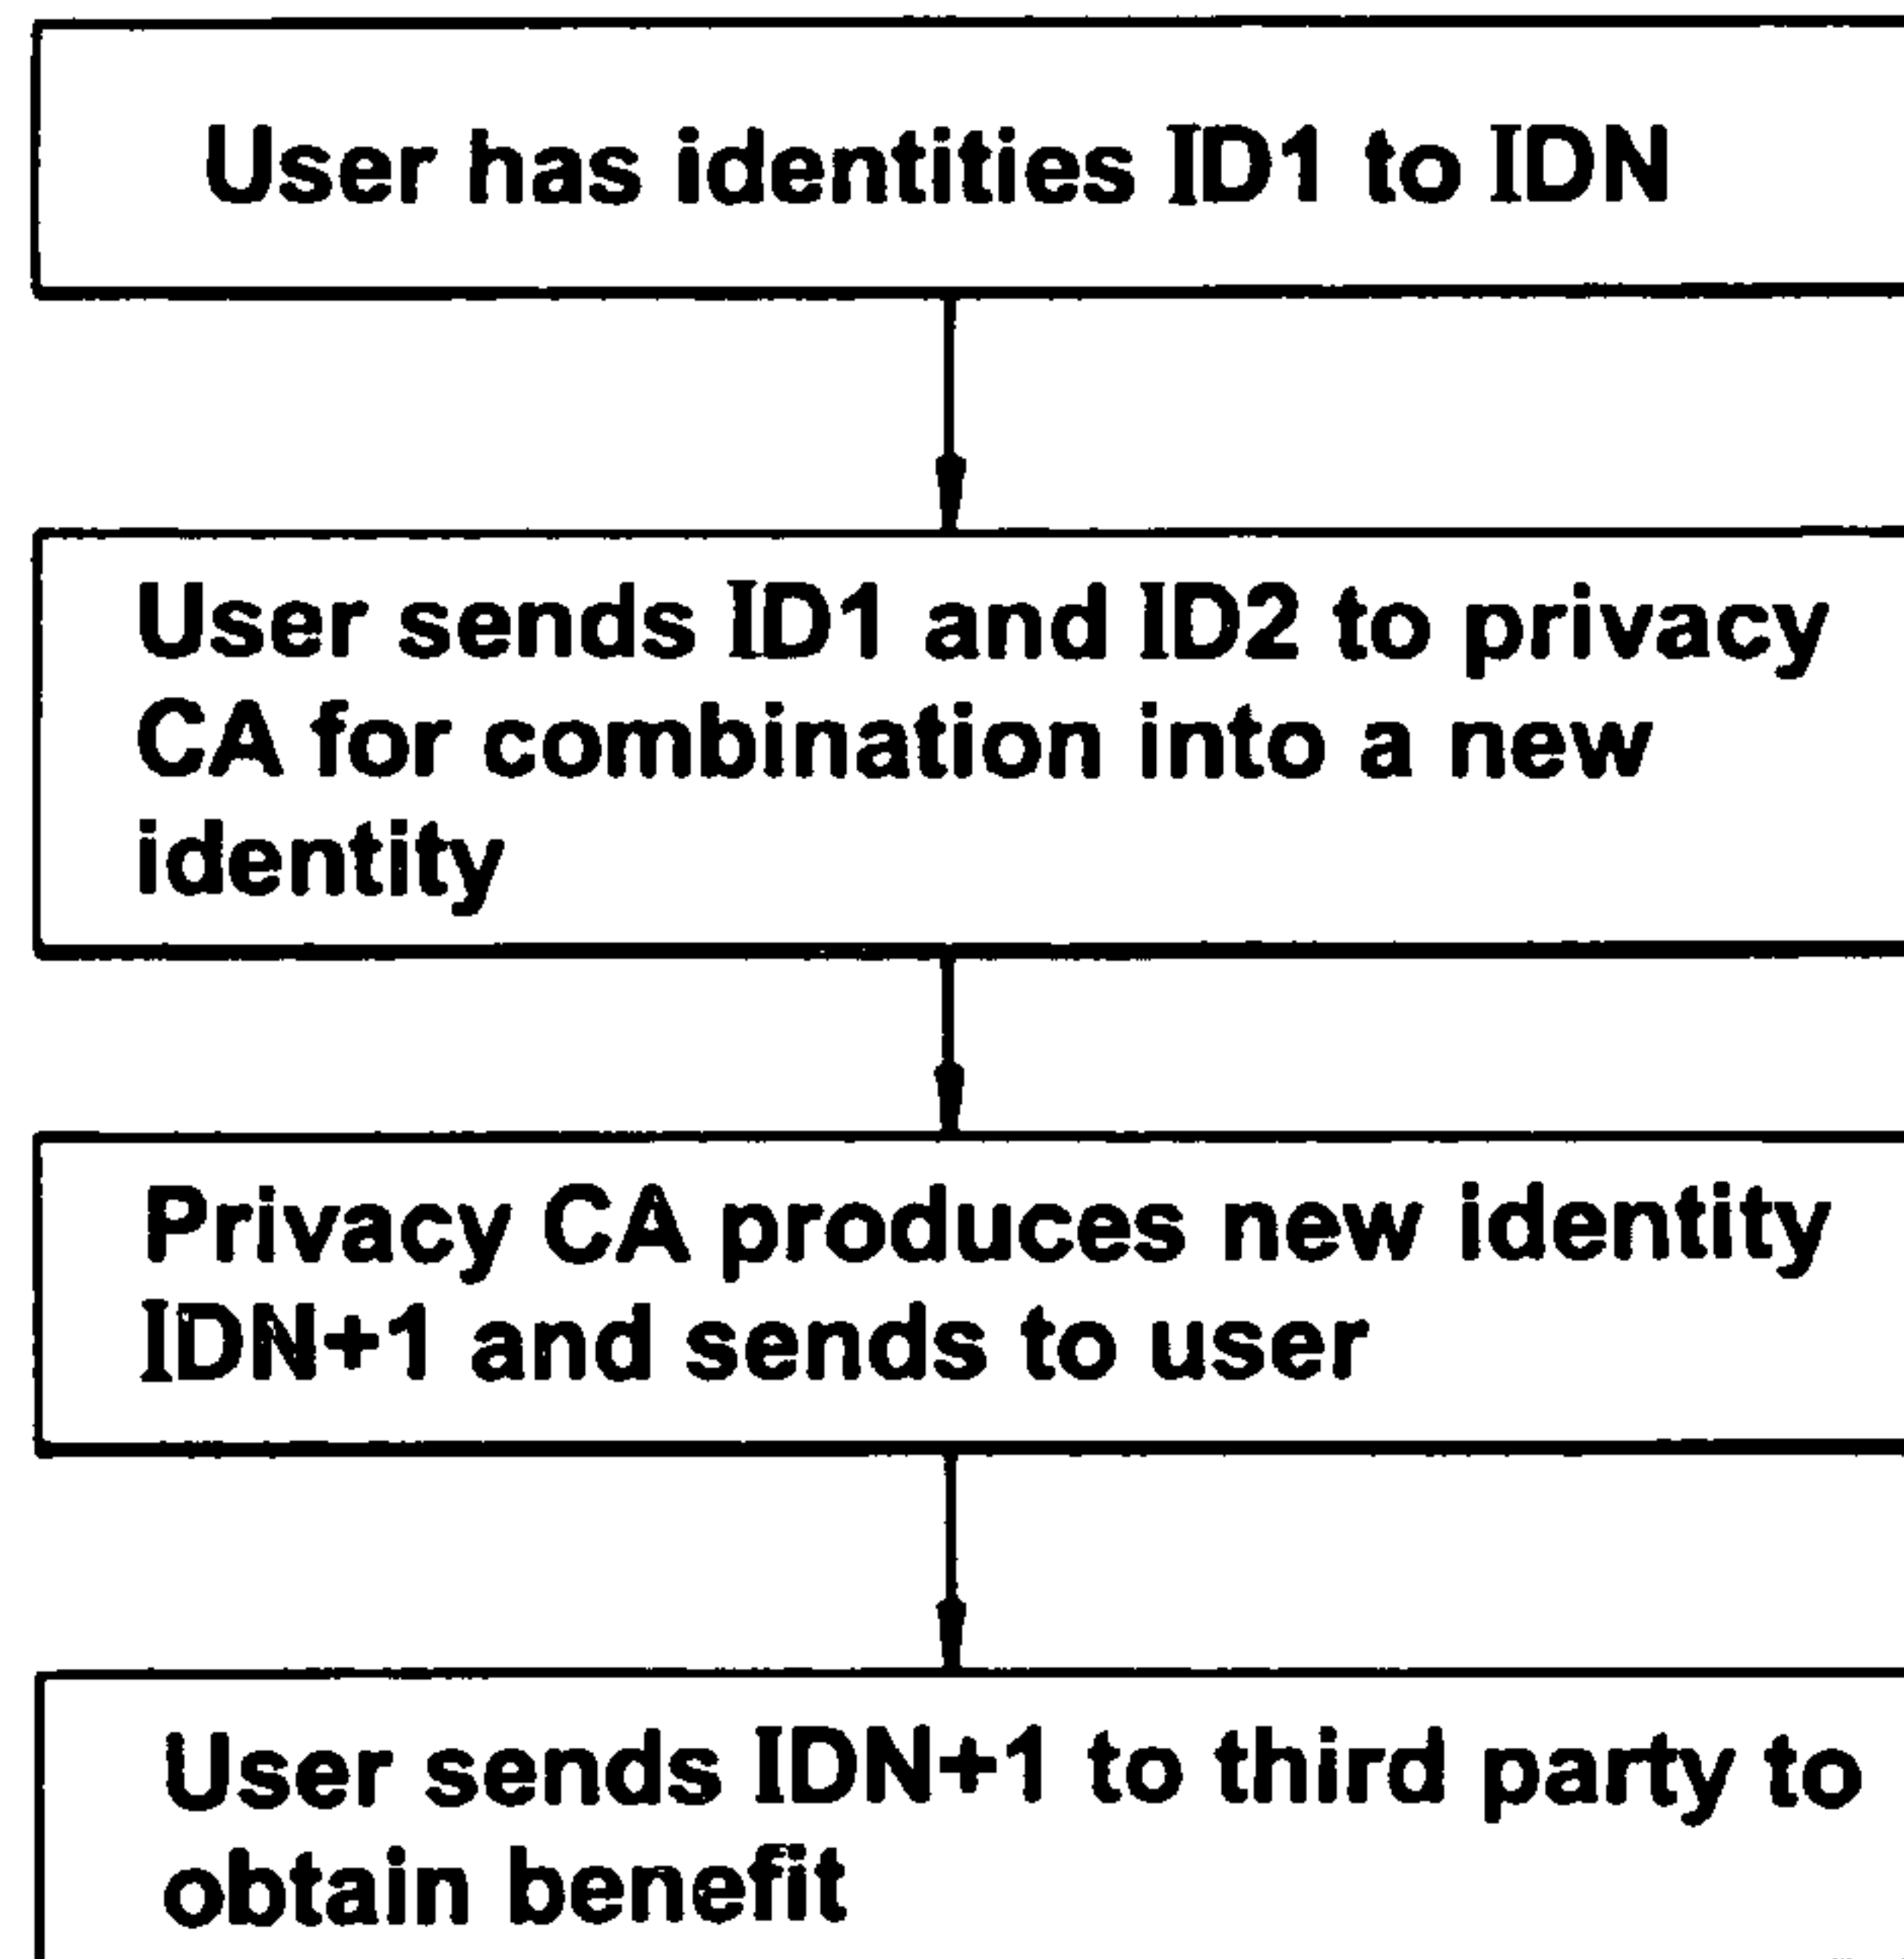 User has identities ID1 to IDN
User sends ID1 and ID2 to privacy
CA for combination into a new
identity
Privacy CA produces new identity
IDN+1 and sends to user
User sends IDN+1 to third party to
obtain benefit